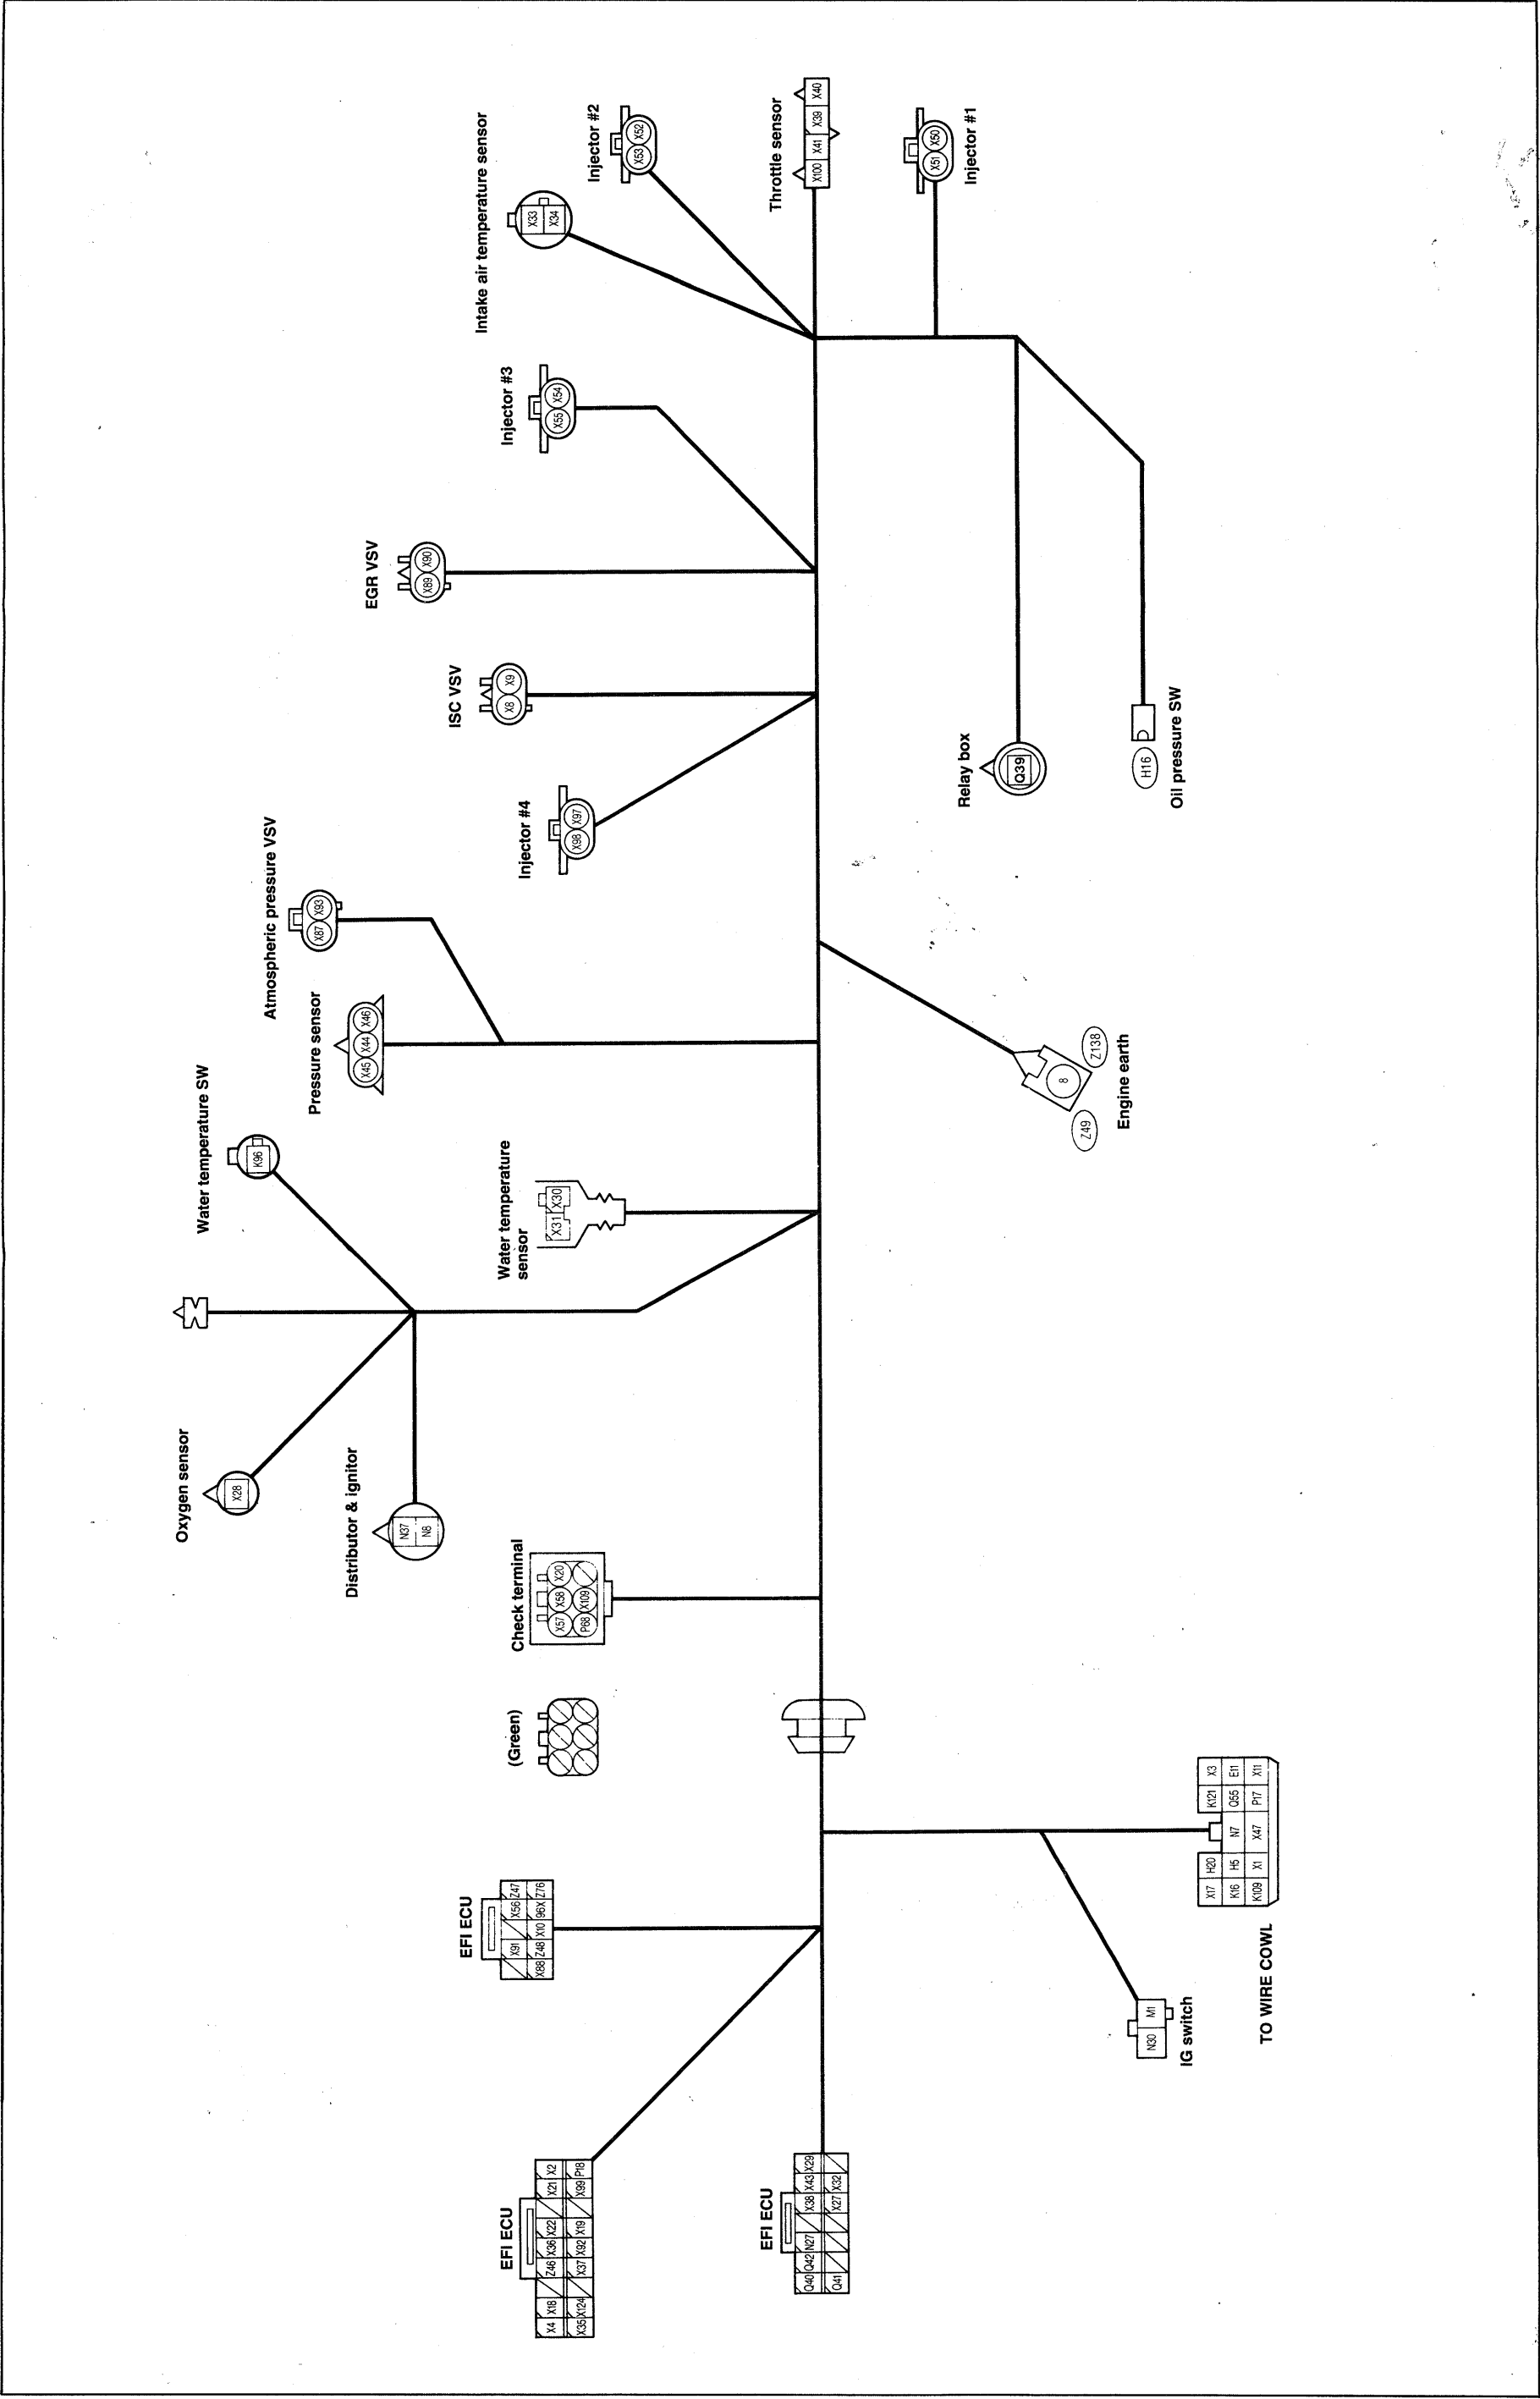 Oxygen sensor
X28
Water temperature SW
K96
Atmospheric pressure VSV
X87 X93
Pressure sensor
X45 X44 X46
Distributor & ignitor
N37
N8
EGR VSV
X89 X90
ISC VSV
X8 X9
Intake air temperature sensor
X33
X34
Injector #3
X55 X54
Injector #2
X53 X52
Injector #4
X98 X97
Water temperature
sensor
X31 X30
Check terminal
X57 X58 X20
P68 X109
(Green)
EFI ECU
X91 X56 Z47
X88 Z48 X10 96X Z76
EFI ECU
X4 X18 Z46 X36 X22 X21 X2
X35 X124 X37 X92 X19 X99 P18
EFI ECU
Q40 Q42 N27 X38 X43 X29
Q41 X27 X32
Throttle sensor
X100 X41 X39 X40
Injector #1
X51 X50
Relay box
Q39
Oil pressure SW
H16
Engine earth
Z49 8 Z138
IG switch
N30 M1
TO WIRE COWL
X17 H20 K121 X3
K16 H5 N7 Q55 E11
K109 X1 X47 P17 X11